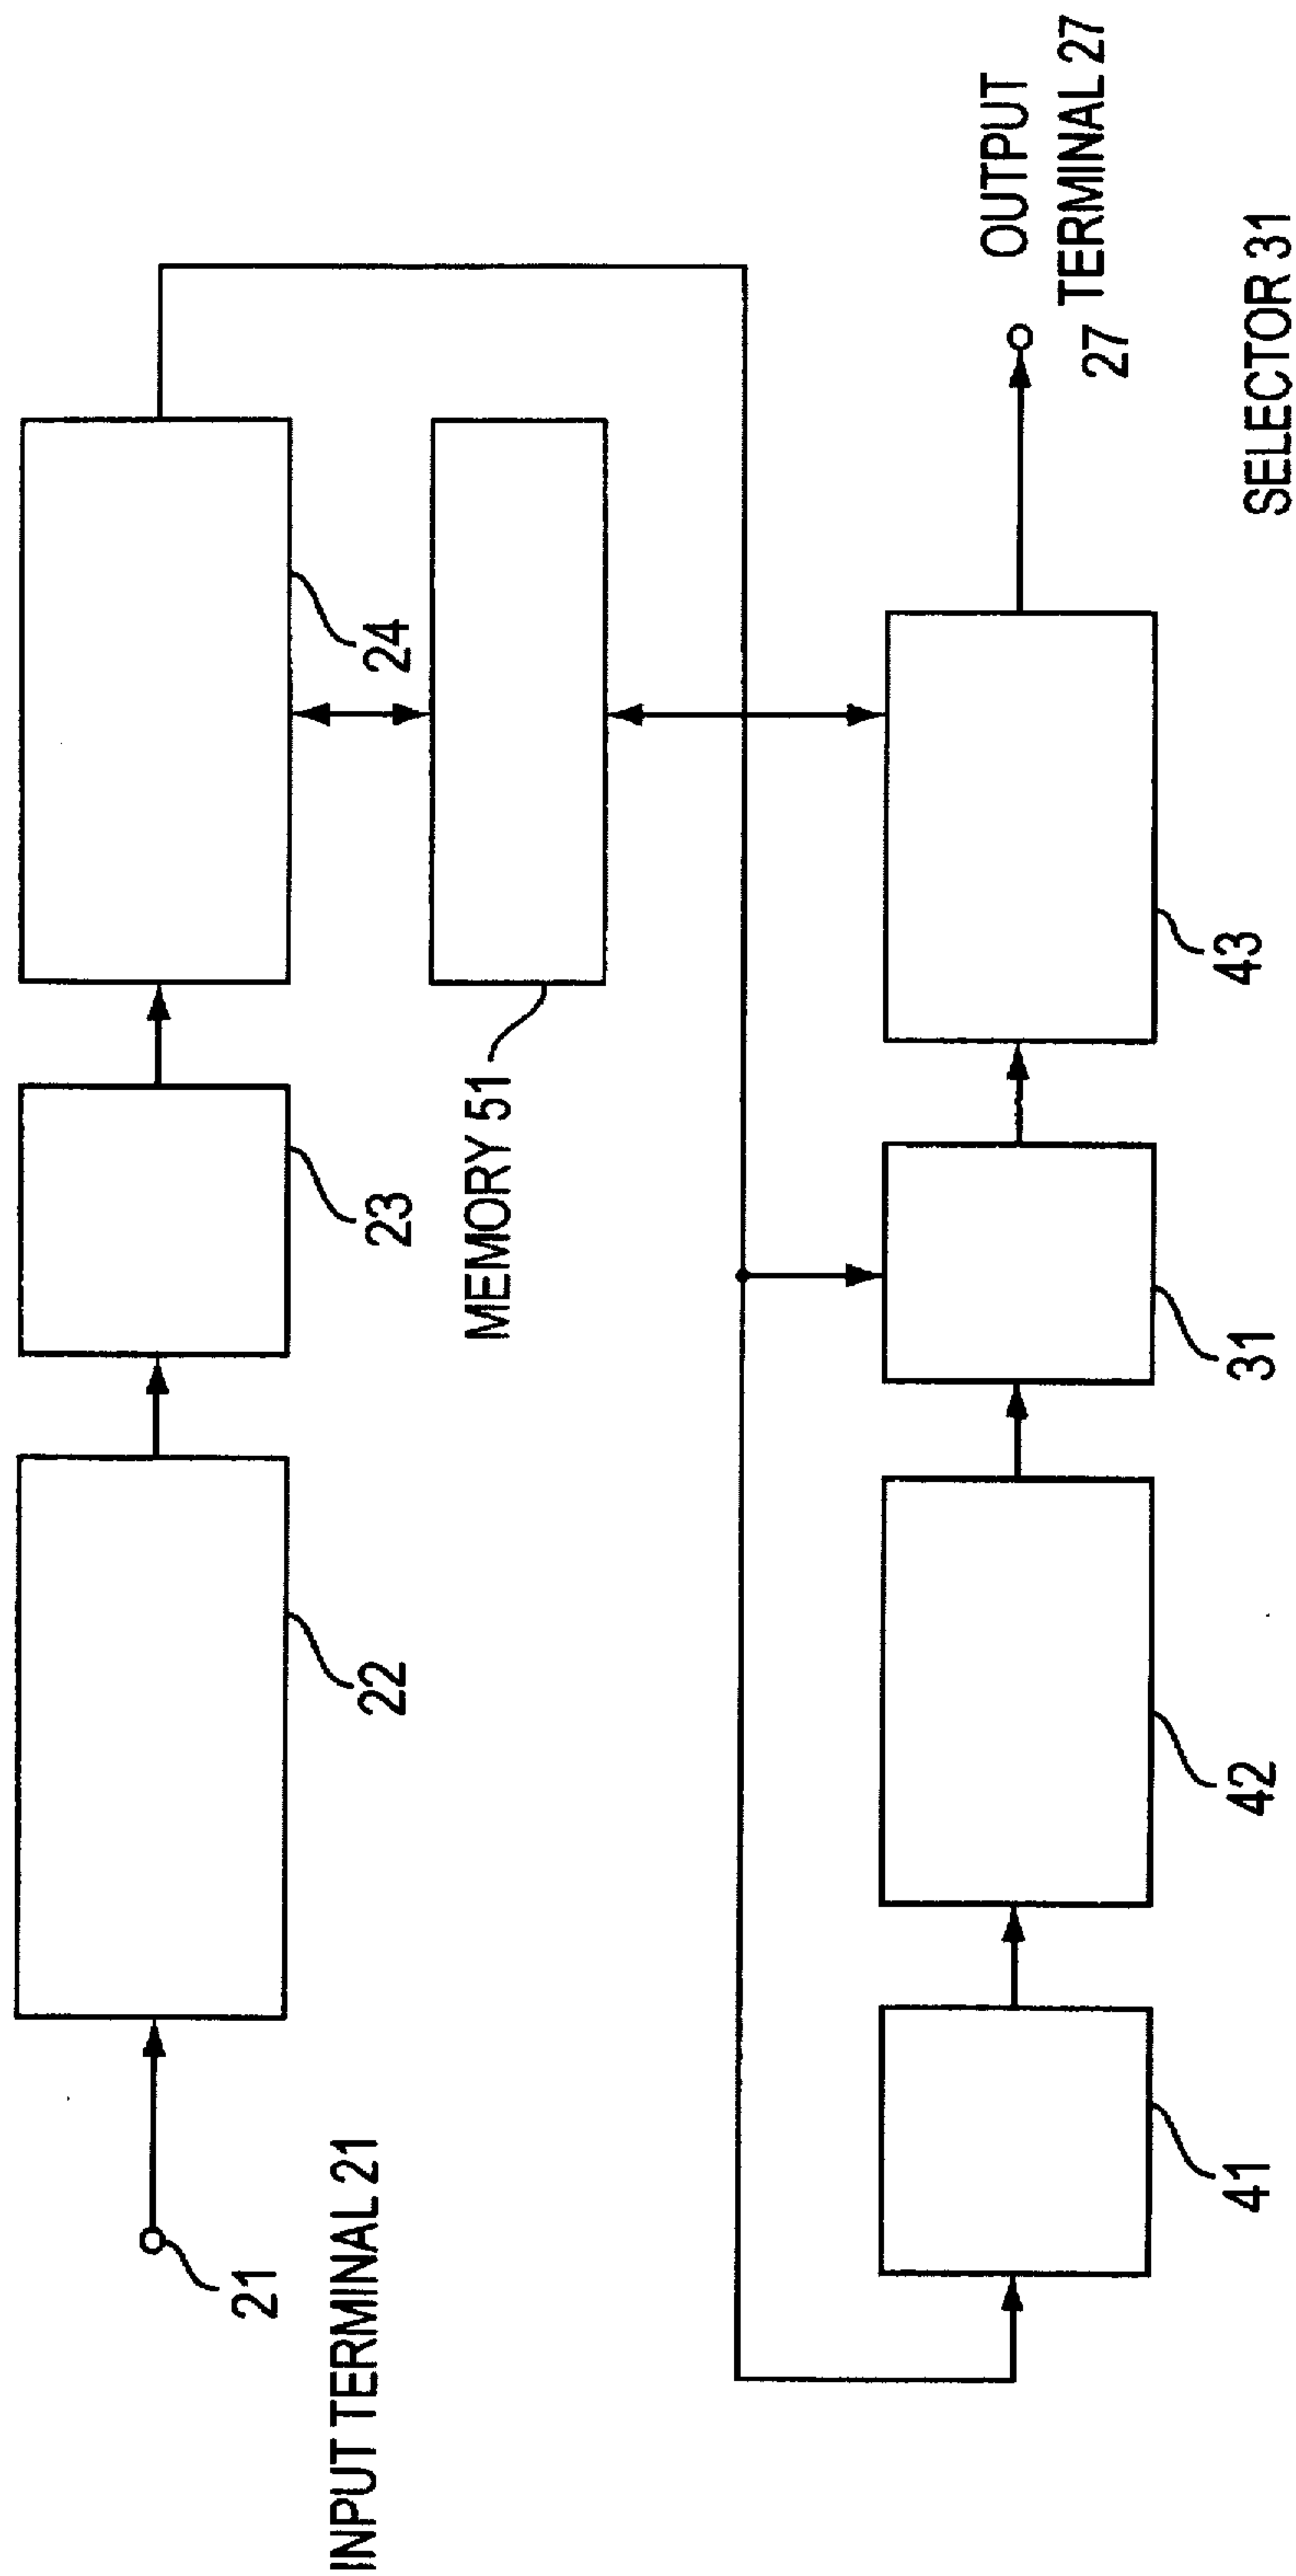 INPUT TERMINAL 21
21
22
23
24
MEMORY 51
41
42
31
43
27
OUTPUT
TERMINAL 27
SELECTOR 31